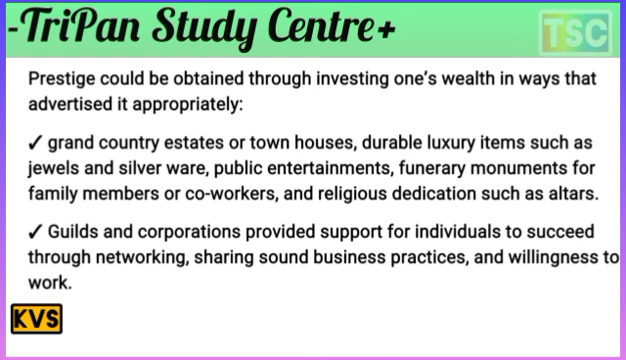 -TriPan Study Centre+
TSC
Prestige could be obtained through investing one's wealth in ways that
advertised it appropriately:
✓ grand country estates or town houses, durable luxury items such as
jewels and silver ware, public entertainments, funerary monuments for
family members or co-workers, and religious dedication such as altars.
✓ Guilds and corporations provided support for individuals to succeed
through networking, sharing sound business practices, and willingness to
work.
KVS